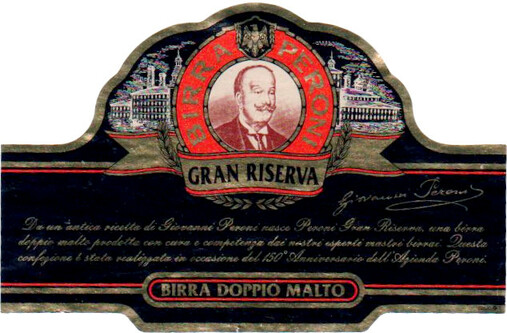 BIRRA PERONI
GRAN RISERVA
Giovanni Peroni
Da un'antica ricetta di Giovanni Peroni nasce Peroni Gran Riserva, una birra
doppio malto prodotta con cura e competenza dai nostri esperti mastri birrai. Questa
confezione è stata realizzata in occasione del 150° Anniversario dell'Azienda Peroni.
BIRRA DOPPIO MALTO